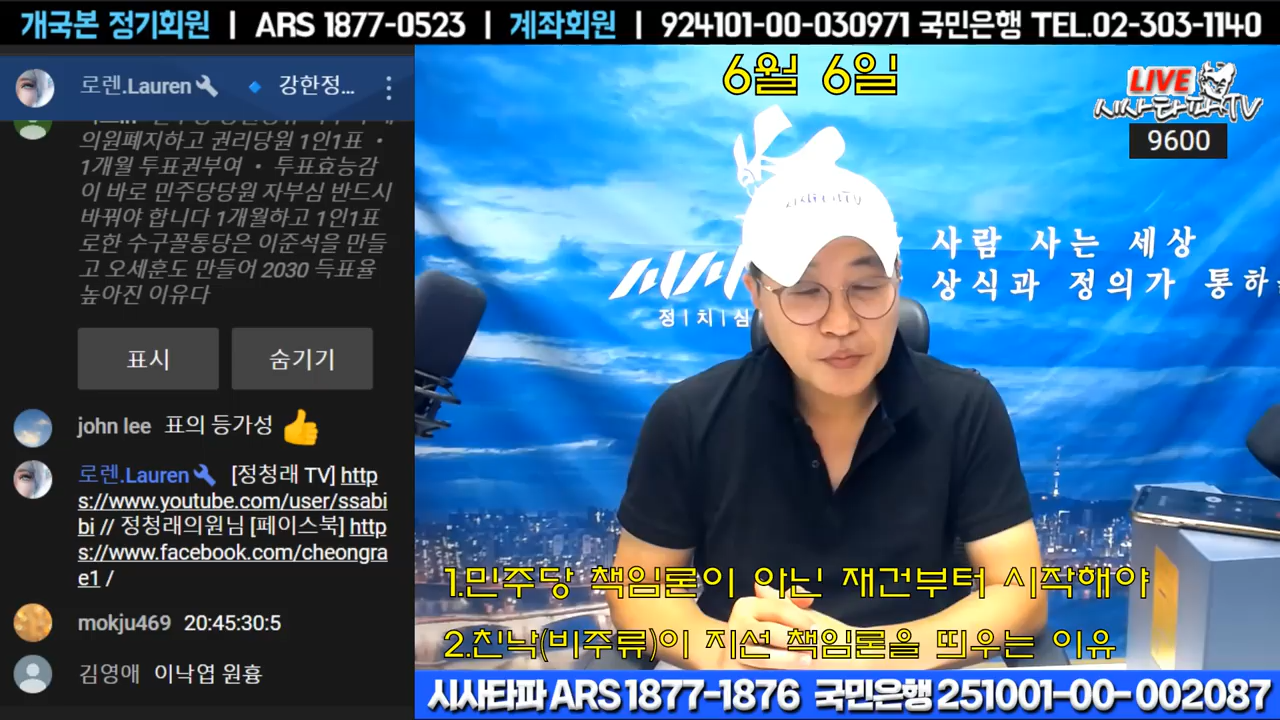 개국본 정기회원 | ARS 1877-0523 | 계좌회원 | 924101-00-030971 국민은행 TEL.02-303-1140
로렌.Lauren 강한정...
의원폐지하고 권리당원 1인1표 ・
1개월 투표권부여 ・ 투표효능감
이 바로 민주당당원 자부심 반드시
바꿔야 합니다 1개월하고 1인1표
로한 수구꼴통당은 이준석을 만들
고 오세훈도 만들어 2030 득표율
높아진 이유다
표시 숨기기
john lee 표의 등가성
로렌.Lauren [정청래 TV] http
s://www.youtube.com/user/ssabi
bi // 정청래의원님 [페이스북] http
s://www.facebook.com/cheongra
e1 /
mokju469 20:45:30:5
김영애 이낙엽 원흉
6월 6일
LIVE
시사타파TV
9600
사람 사는 세상
상식과 정의가 통하
정|치|심
1.민주당 책임론이 아닌 재건부터 시작해야
2.친낙(비주류)이 지선 책임론을 띄우는 이유
시사타파 ARS 1877-1876 국민은행 251001-00- 002087